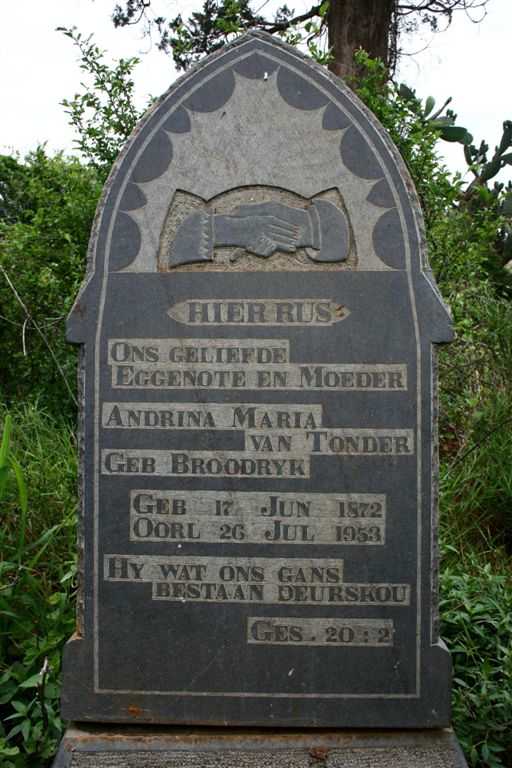 HIER RUS
ONS GELIEFDE
EGGENOTE EN MOEDER
ANDRINA MARIA
VAN TONDER
GEB BROODRYK
GEB 17 JUN 1872
OORL 26 JUL 1953
HY WAT ONS GANS
BESTAAN DEURSKOU
GES. 20:2